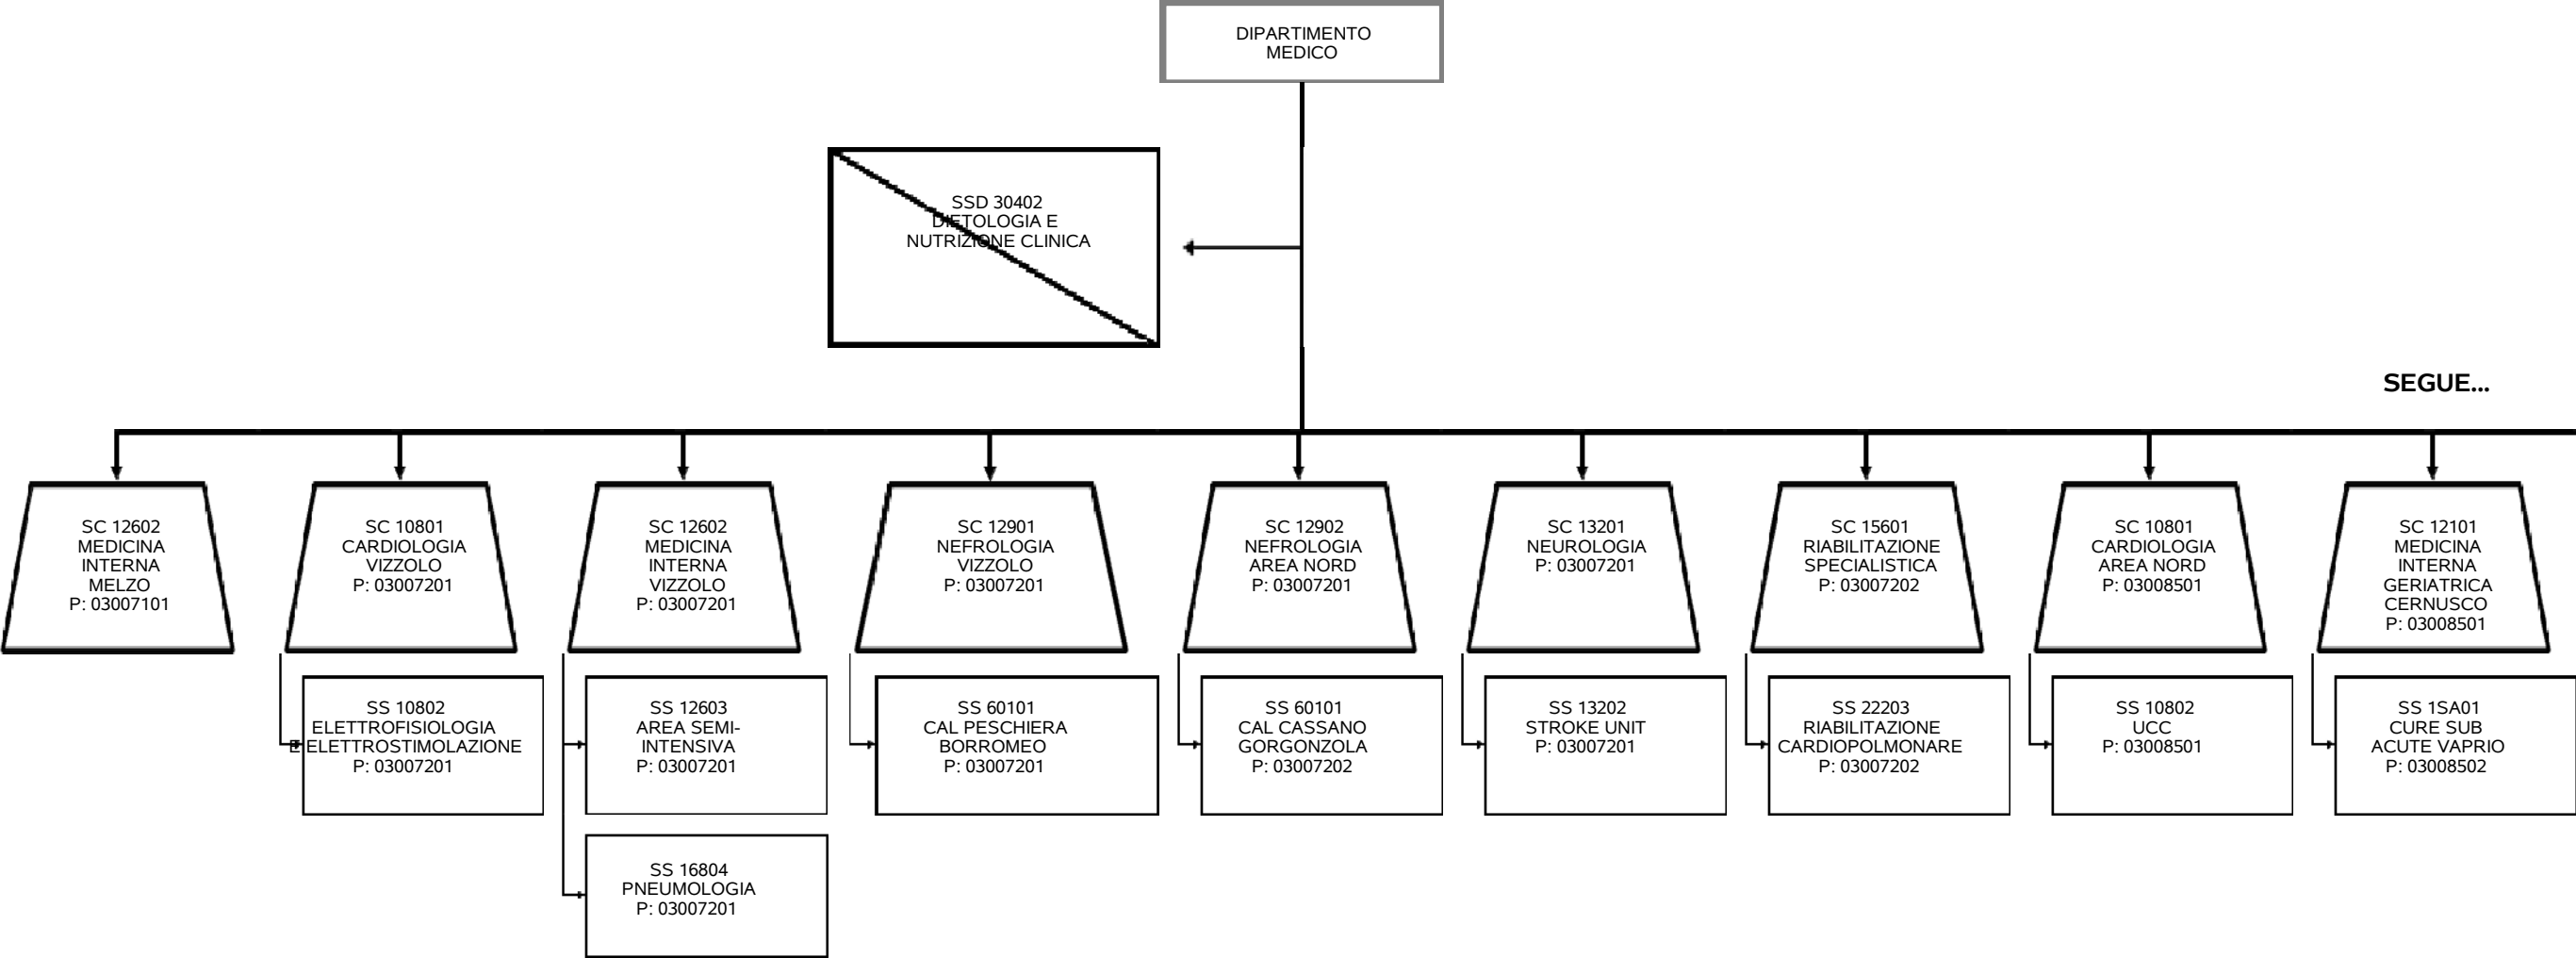 DIPARTIMENTO
MEDICO
SSD 30402
DIETOLOGIA E
NUTRIZIONE CLINICA
SEGUE...
SC 12602
MEDICINA
INTERNA
MELZO
P: 03007101
SC 10801
CARDIOLOGIA
VIZZOLO
P: 03007201
SC 12602
MEDICINA
INTERNA
VIZZOLO
P: 03007201
SC 12901
NEFROLOGIA
VIZZOLO
P: 03007201
SC 12902
NEFROLOGIA
AREA NORD
P: 03007201
SC 13201
NEUROLOGIA
P: 03007201
SC 15601
RIABILITAZIONE
SPECIALISTICA
P: 03007202
SC 10801
CARDIOLOGIA
AREA NORD
P: 03008501
SC 12101
MEDICINA
INTERNA
GERIATRICA
CERNUSCO
P: 03008501
SS 10802
ELETTROFISIOLOGIA
E ELETTROSTIMOLAZIONE
P: 03007201
SS 12603
AREA SEMI-
INTENSIVA
P: 03007201
SS 60101
CAL PESCHIERA
BORROMEO
P: 03007201
SS 60101
CAL CASSANO
GORGONZOLA
P: 03007202
SS 13202
STROKE UNIT
P: 03007201
SS 22203
RIABILITAZIONE
CARDIOPOLMONARE
P: 03007202
SS 10802
UCC
P: 03008501
SS 1SA01
CURE SUB
ACUTE VAPRIO
P: 03008502
SS 16804
PNEUMOLOGIA
P: 03007201